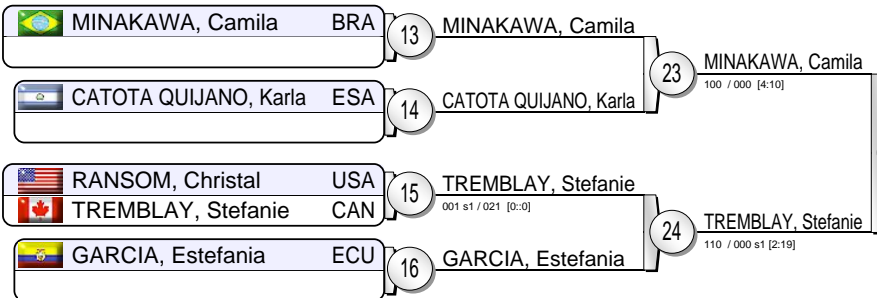 MINAKAWA, Camila BRA
13
MINAKAWA, Camila
CATOTA QUIJANO, Karla ESA
14
CATOTA QUIJANO, Karla
23
MINAKAWA, Camila
100 / 000 [4:10]
RANSOM, Christal USA
TREMBLAY, Stefanie CAN
15
TREMBLAY, Stefanie
001 s1 / 021 [0::0]
GARCIA, Estefania ECU
16
GARCIA, Estefania
24
TREMBLAY, Stefanie
110 / 000 s1 [2:19]